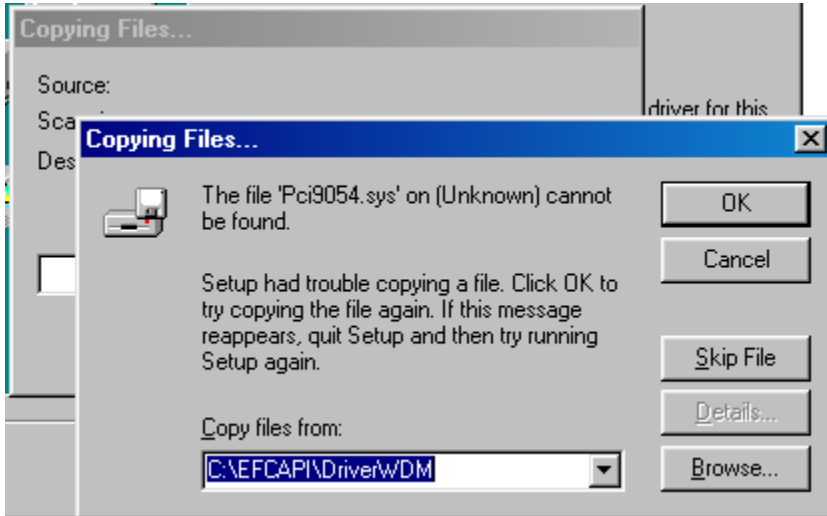 Copying Files...
Source:
driver for this
Copying Files...
The file 'Pci9054.sys' on (Unknown) cannot
be found.
OK
Cancel
Setup had trouble copying a file. Click OK to
try copying the file again. If this message
reappears, quit Setup and then try running
Setup again.
Skip File
Details...
Copy files from:
C:\EFCAPI\DriverWDM
Browse...